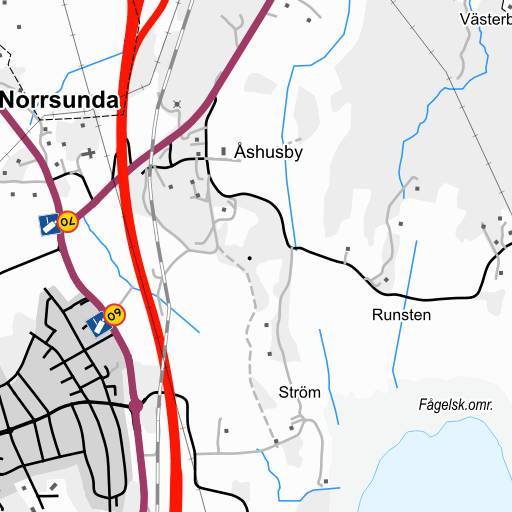 Västerb
Norrsunda
Åshusby
70
60
Runsten
Ström
Fågelsk.omr.